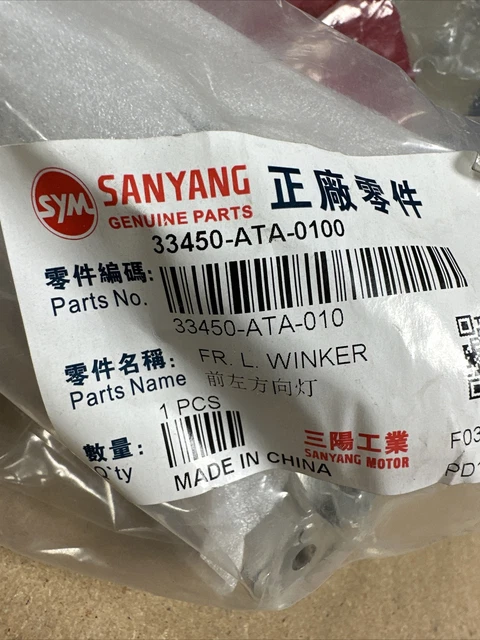 SYM SANYANG 正廠零件
GENUINE PARTS
33450-ATA-0100
零件編碼:
Parts No.
33450-ATA-010
零件名稱: FR. L. WINKER
Parts Name 前左方向灯
1 PCS
數量: 三陽工業 F03
Q'ty SANYANG MOTOR
MADE IN CHINA